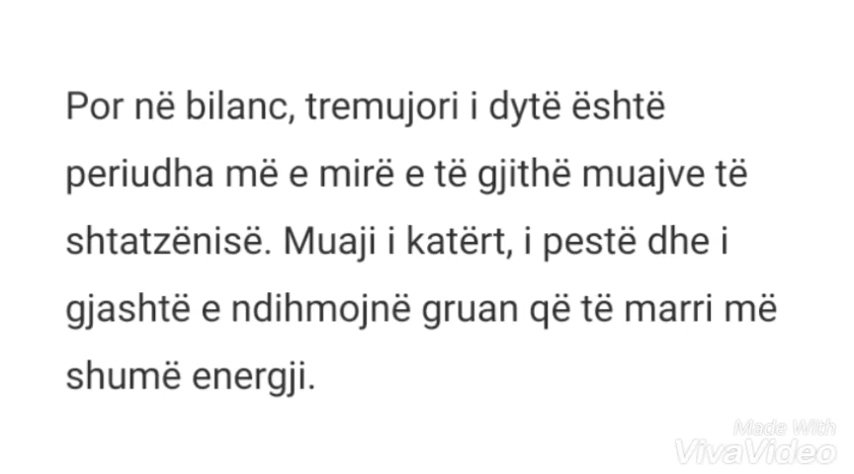 Por në bilanc, tremujori i dytë është
periudha më e mirë e të gjithë muajve të
shtatzënisë. Muaji i katërt, i pestë dhe i
gjashtë e ndihmojnë gruan që të marri më
shumë energji.
Made With
VivaVideo